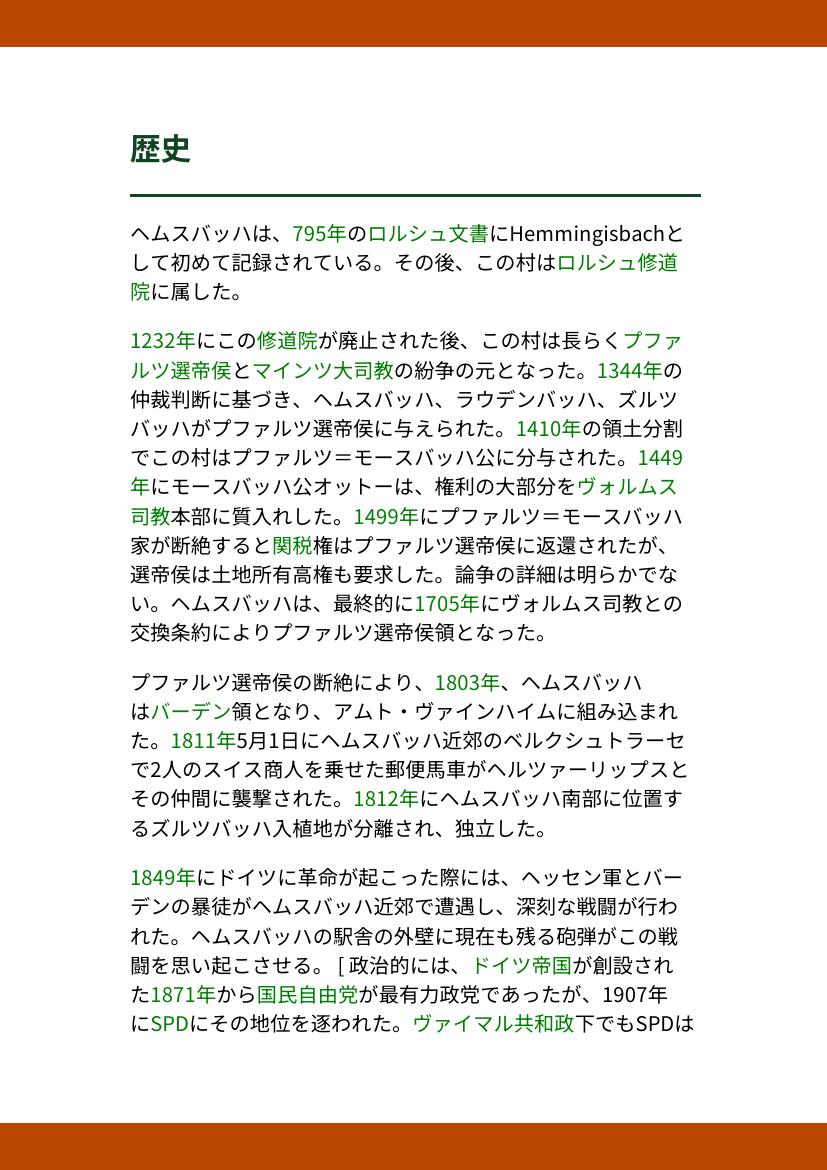 歴史
ヘムスバッハは、795年のロルシュ文書にHemmingisbachと
して初めて記録されている。その後、この村はロルシュ修道
院に属した。
1232年にこの修道院が廃止された後、この村は長らくプファ
ルツ選帝侯とマインツ大司教の紛争の元となった。1344年の
仲裁判断に基づき、ヘムスバッハ、ラウデンバッハ、ズルツ
バッハがプファルツ選帝侯に与えられた。1410年の領土分割
でこの村はプファルツ＝モースバッハ公に分与された。1449
年にモースバッハ公オットーは、権利の大部分をヴォルムス
司教本部に質入れした。1499年にプファルツ＝モースバッハ
家が断絶すると関税権はプファルツ選帝侯に返還されたが、
選帝侯は土地所有高権も要求した。論争の詳細は明らかでな
い。ヘムスバッハは、最終的に1705年にヴォルムス司教との
交換条約によりプファルツ選帝侯領となった。
プファルツ選帝侯の断絶により、1803年、ヘムスバッハ
はバーデン領となり、アムト・ヴァインハイムに組み込まれ
た。1811年5月1日にヘムスバッハ近郊のベルクシュトラーセ
で2人のスイス商人を乗せた郵便馬車がヘルツァーリップスと
その仲間に襲撃された。1812年にヘムスバッハ南部に位置す
るズルツバッハ入植地が分離され、独立した。
1849年にドイツに革命が起こった際には、ヘッセン軍とバー
デンの暴徒がヘムスバッハ近郊で遭遇し、深刻な戦闘が行わ
れた。ヘムスバッハの駅舎の外壁に現在も残る砲弾がこの戦
闘を思い起こさせる。 [ 政治的には、ドイツ帝国が創設され
た1871年から国民自由党が最有力政党であったが、1907年
にSPDにその地位を逐われた。ヴァイマル共和政下でもSPDは